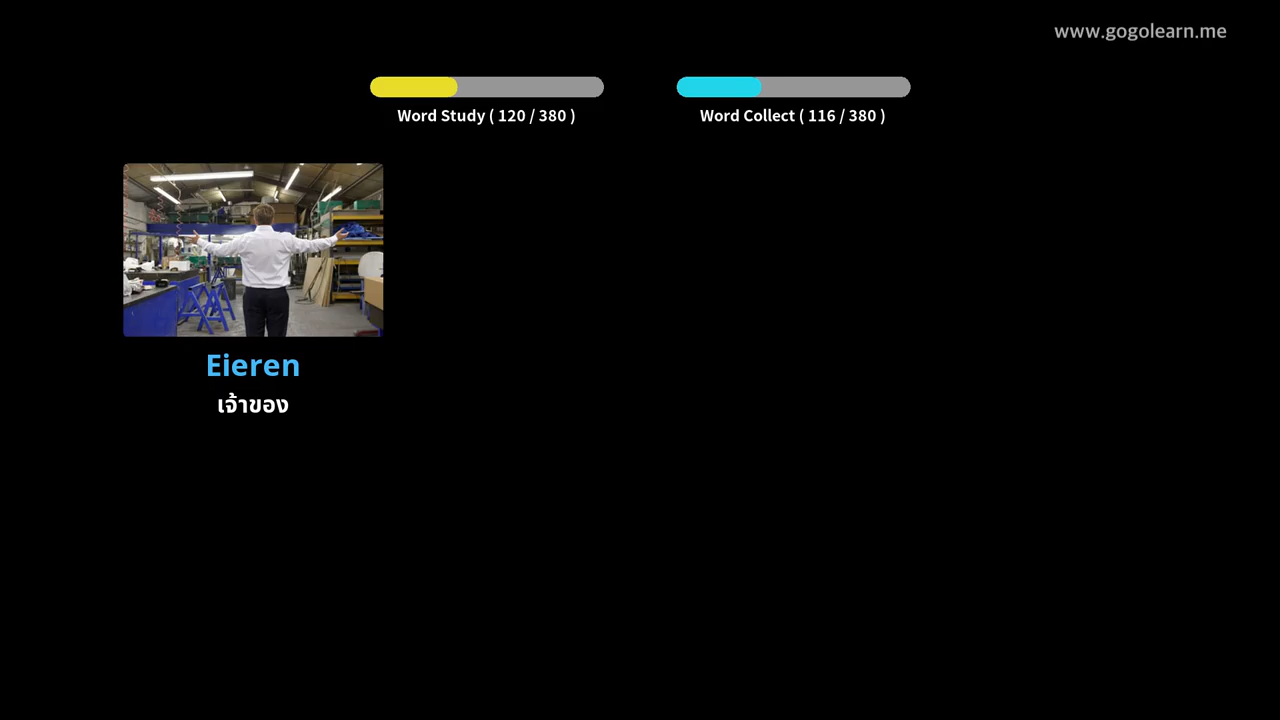 www.gogolearn.me
Word Study ( 120 / 380 )
Word Collect ( 116 / 380 )
Eieren
เจ้าของ